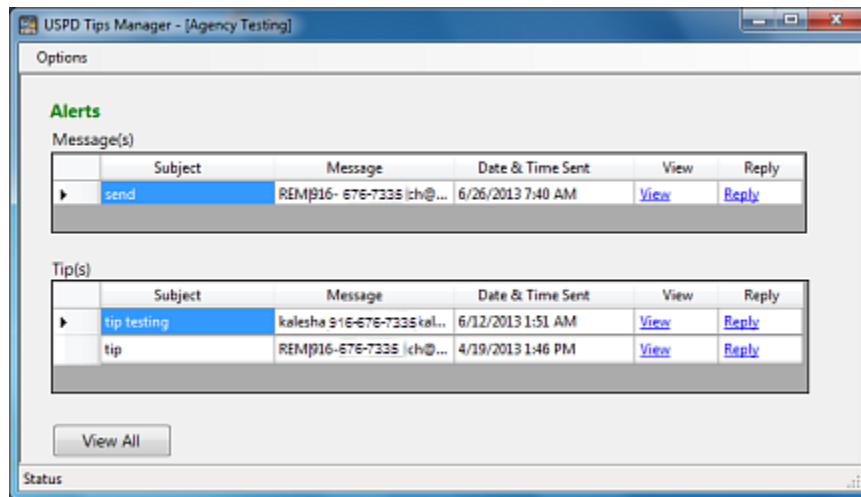 USPD Tips Manager - [Agency Testing]
Options
Alerts
Message(s)
Subject Message Date & Time Sent View Reply
send REM|916- 676-7335 ch@... 6/26/2013 7:40 AM View Reply
Tip(s)
Subject Message Date & Time Sent View Reply
tip testing kalesha 916-676-7335 kal... 6/12/2013 1:51 AM View Reply
tip REM|916-676-7335 ch@... 4/19/2013 1:46 PM View Reply
View All
Status